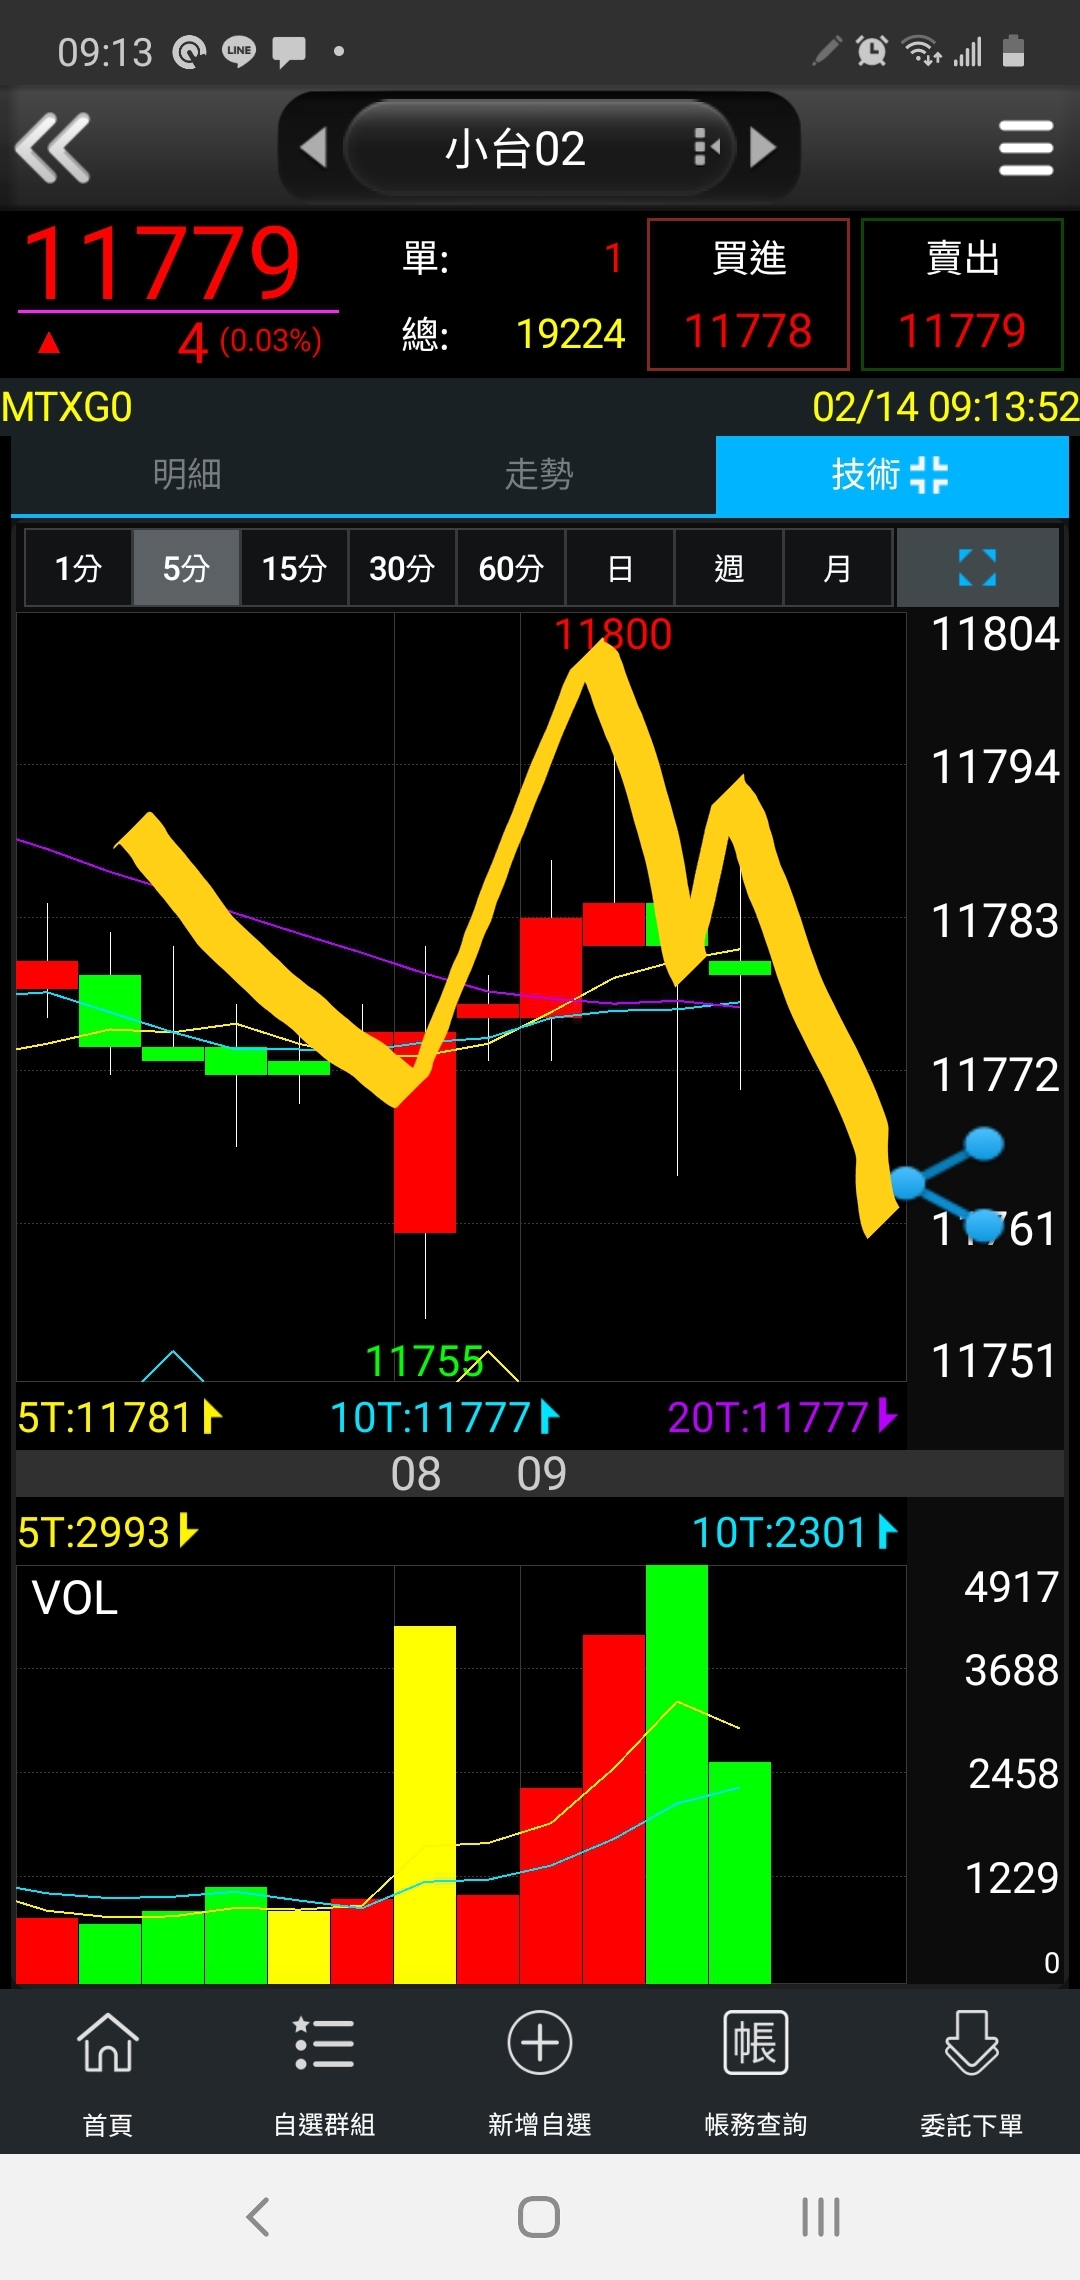 09:13 LINE
小台02
11779 單: 1 買進 賣出
▲ 4 (0.03%) 總: 19224 11778 11779
MTXG0 02/14 09:13:52
明細 走勢 技術
1分 5分 15分 30分 60分 日 週 月
11800 11804
11794
11783
11772
11761
11755 11751
5T:11781 10T:11777 20T:11777
08 09
5T:2993 10T:2301
VOL 4917
3688
2458
1229
0
帳
首頁 自選群組 新增自選 帳務查詢 委託下單